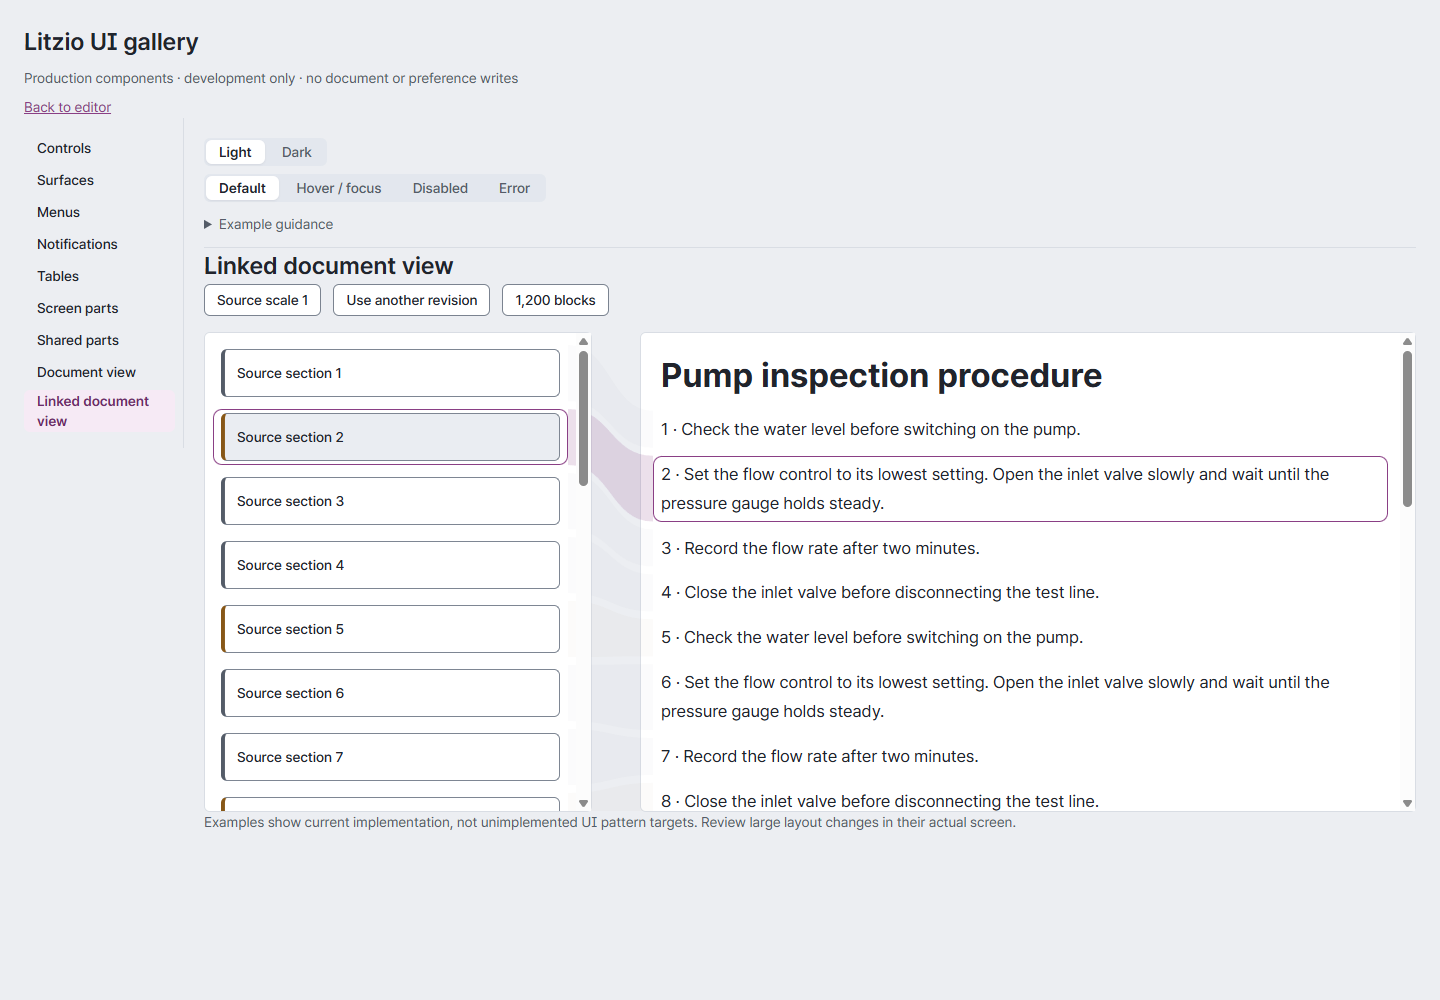 Litzio UI gallery
Production components · development only · no document or preference writes
Back to editor
Controls
Surfaces
Menus
Notifications
Tables
Screen parts
Shared parts
Document view
Linked document
view
Light Dark
Default Hover / focus Disabled Error
Example guidance
Linked document view
Source scale 1 Use another revision 1,200 blocks
Source section 1
Source section 2
Source section 3
Source section 4
Source section 5
Source section 6
Source section 7
Pump inspection procedure
1 · Check the water level before switching on the pump.
2 · Set the flow control to its lowest setting. Open the inlet valve slowly and wait until the
pressure gauge holds steady.
3 · Record the flow rate after two minutes.
4 · Close the inlet valve before disconnecting the test line.
5 · Check the water level before switching on the pump.
6 · Set the flow control to its lowest setting. Open the inlet valve slowly and wait until the
pressure gauge holds steady.
7 · Record the flow rate after two minutes.
8 · Close the inlet valve before disconnecting the test line.
Examples show current implementation, not unimplemented UI pattern targets. Review large layout changes in their actual screen.